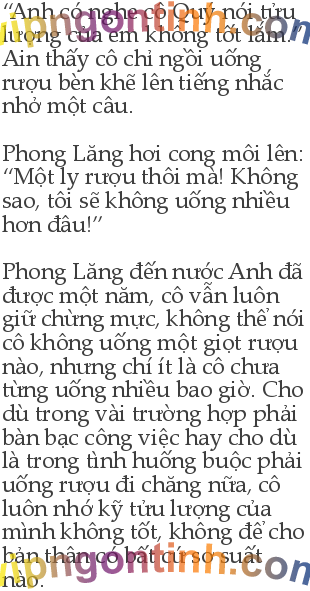 “Anh có nghe cô Quý nói tửu
lượng của em không tốt lắm.”
Ain thấy cô chỉ ngồi uống
rượu bèn khẽ lên tiếng nhắc
nhở một câu.
Phong Lăng hơi cong môi lên:
“Một ly rượu thôi mà! Không
sao, tôi sẽ không uống nhiều
hơn đâu!”
Phong Lăng đến nước Anh đã
được một năm, cô vẫn luôn
giữ chừng mực, không thể nói
cô không uống một giọt rượu
nào, nhưng chí ít là cô chưa
từng uống nhiều bao giờ. Cho
dù trong vài trường hợp phải
bàn bạc công việc hay cho dù
là trong tình huống buộc phải
uống rượu đi chăng nữa, cô
luôn nhớ kỹ tửu lượng của
mình không tốt, không để cho
bản thân có bất cứ sơ suất
nào.